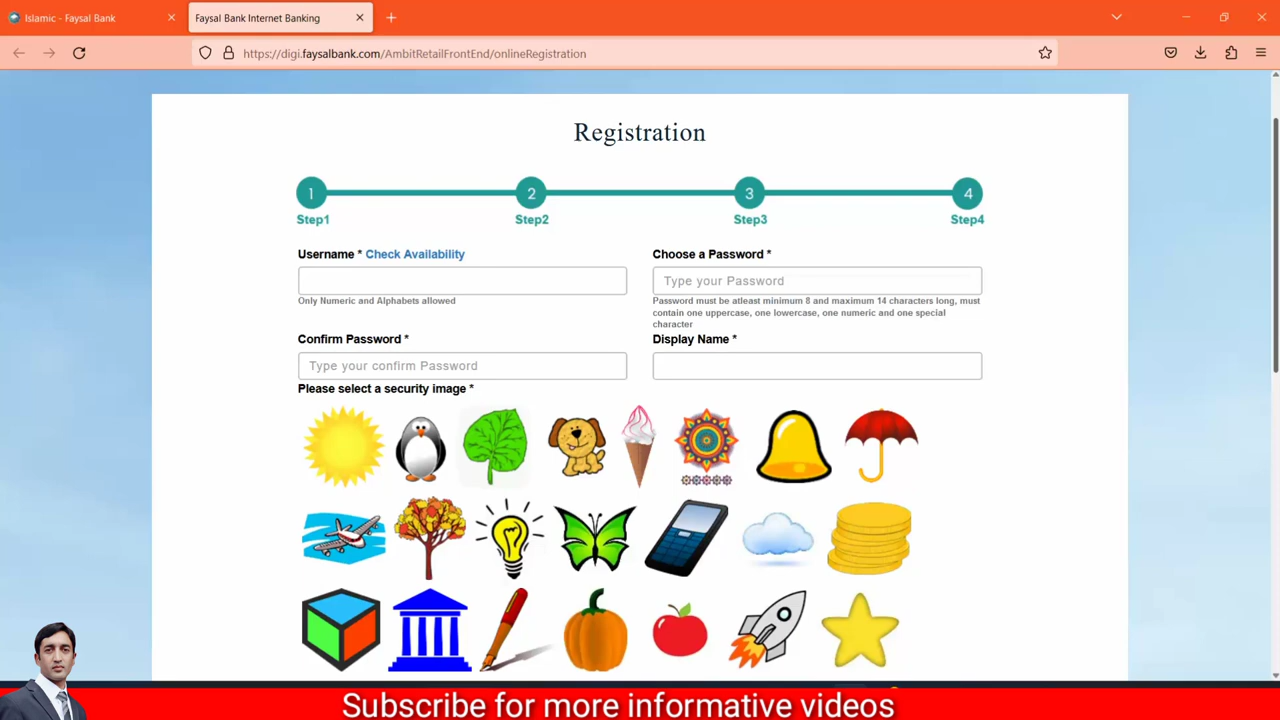 Islamic - Faysal Bank
Faysal Bank Internet Banking
https://digi.faysalbank.com/AmbitRetailFrontEnd/onlineRegistration
Registration
1 2 3 4
Step1 Step2 Step3 Step4
Username * Check Availability
Only Numeric and Alphabets allowed
Choose a Password *
Type your Password
Password must be atleast minimum 8 and maximum 14 characters long, must
contain one uppercase, one lowercase, one numeric and one special
character
Confirm Password *
Type your confirm Password
Display Name *
Please select a security image *
Subscribe for more informative videos